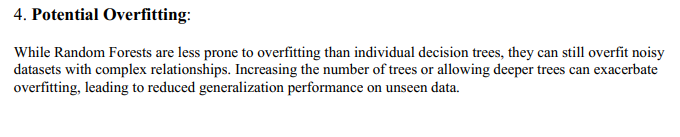 4. Potential Overfitting:
While Random Forests are less prone to overfitting than individual decision trees, they can still overfit noisy
datasets with complex relationships. Increasing the number of trees or allowing deeper trees can exacerbate
overfitting, leading to reduced generalization performance on unseen data.